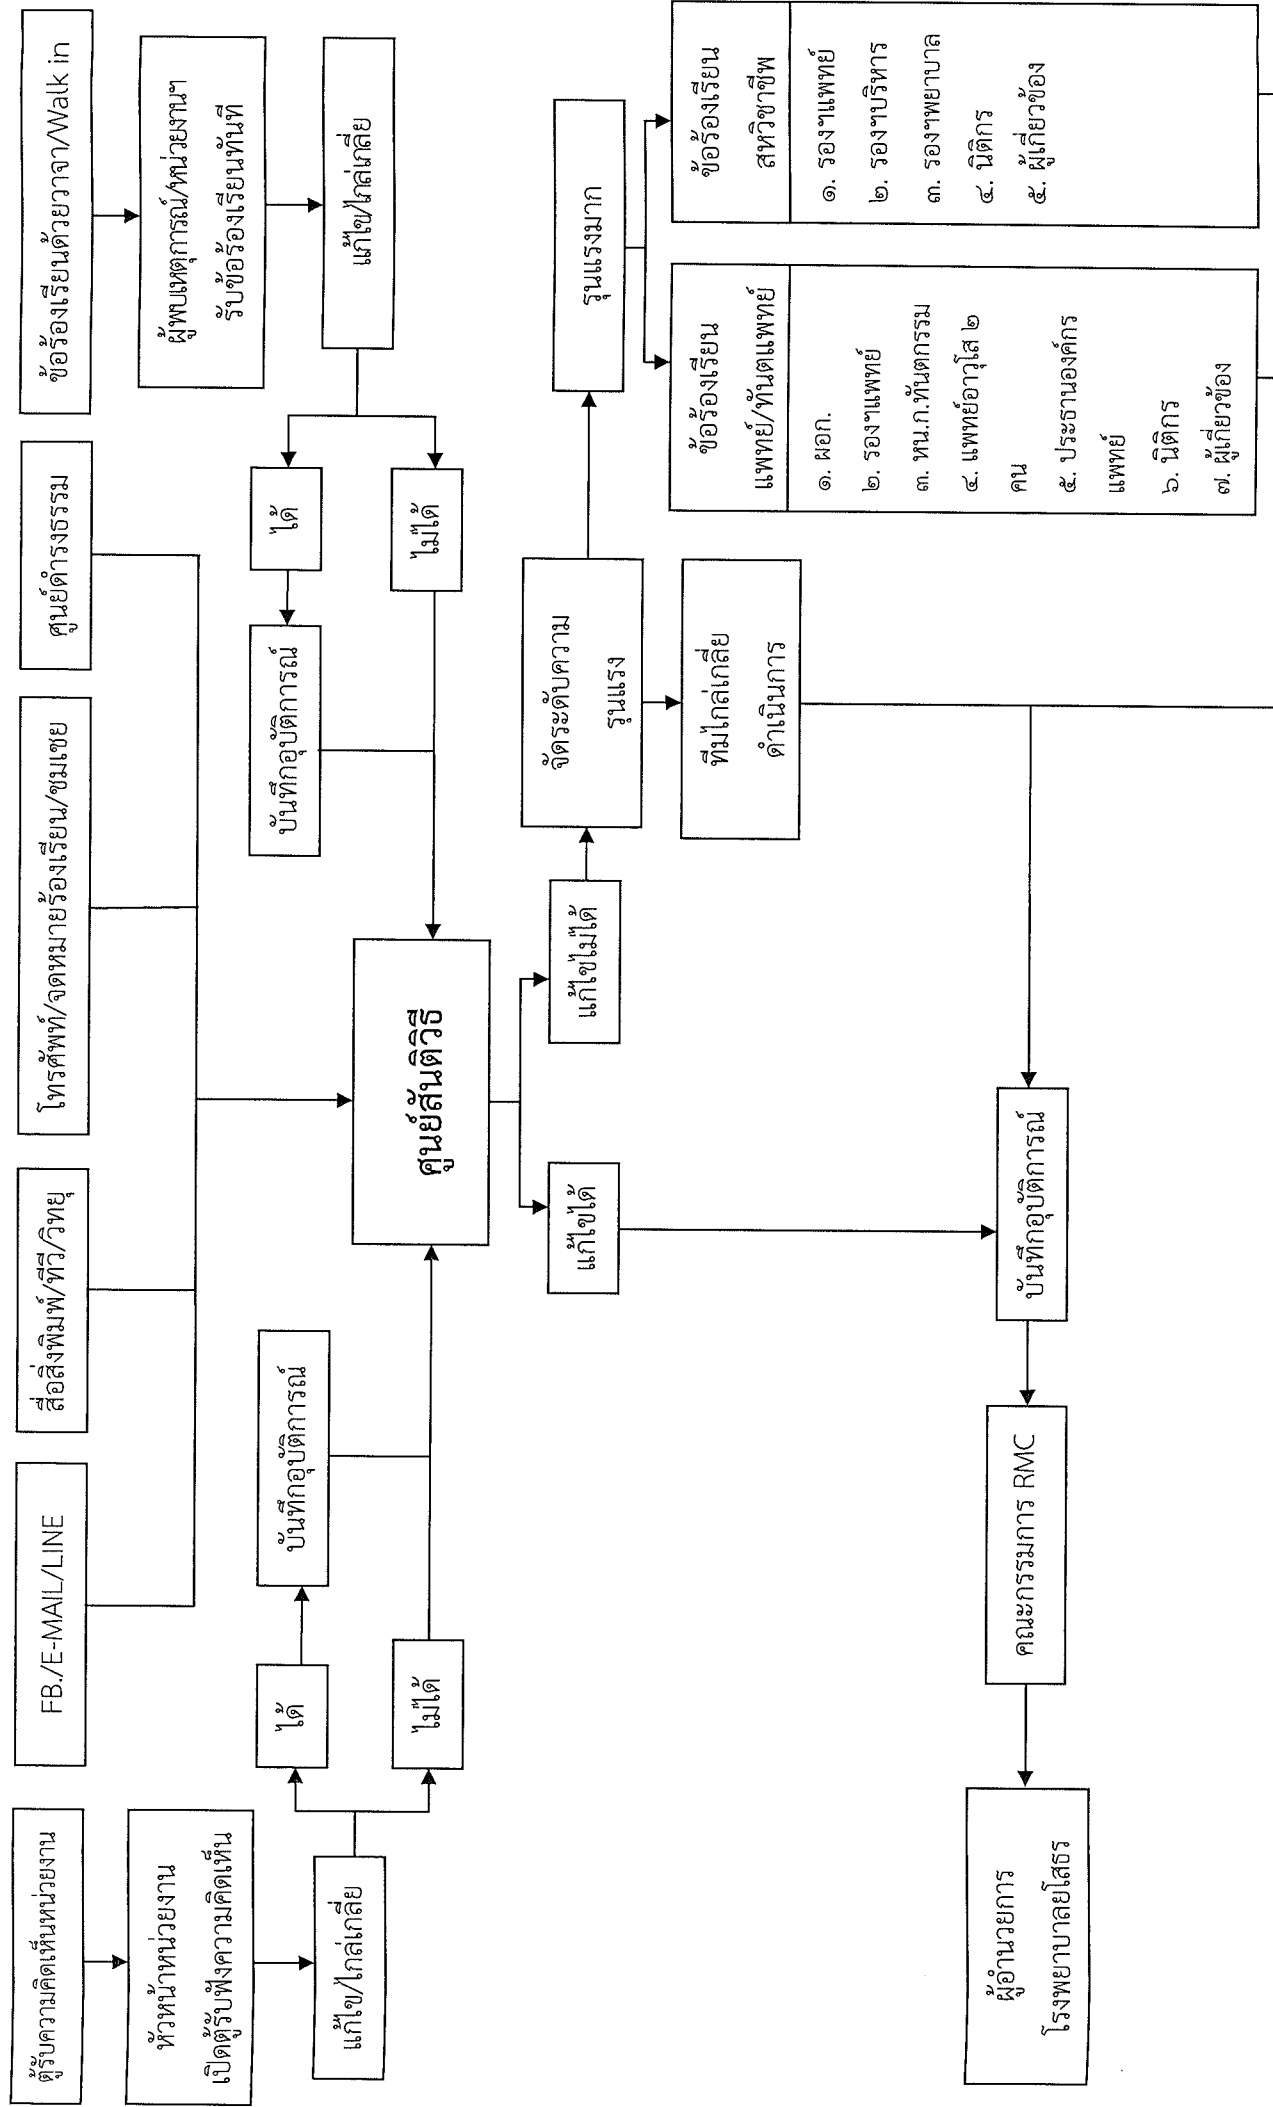 ตู้รับความคิดเห็นหน่วยงาน
FB./E-MAIL/LINE
สื่อสิ่งพิมพ์/ทีวี/วิทยุ
โทรศัพท์/จดหมายร้องเรียน/ชมเชย
ศูนย์ดำรงธรรม
ข้อร้องเรียนด้วยวาจา/Walk in
หัวหน้าหน่วยงาน
เปิดตู้รับฟังความคิดเห็น
ผู้พบเหตุการณ์/หน่วยงานฯ
รับข้อร้องเรียนทันที
แก้ไข/ไกล่เกลี่ย
ได้
บันทึกอุบัติการณ์
ไม่ได้
แก้ไข/ไกล่เกลี่ย
ได้
บันทึกอุบัติการณ์
ไม่ได้
ศูนย์สันติวิธี
แก้ไขได้
แก้ไขไม่ได้
จัดระดับความ
รุนแรง
รุนแรงมาก
ทีมไกล่เกลี่ย
ดำเนินการ
ข้อร้องเรียน
แพทย์/ทันตแพทย์
๑. ผอก.
๒. รองฯแพทย์
๓. หน.ก.ทันตกรรม
๔. แพทย์อาวุโส ๒
คน
๕. ประธานองค์กร
แพทย์
๖. นิติกร
๗. ผู้เกี่ยวข้อง
ข้อร้องเรียน
สหวิชาชีพ
๑. รองฯแพทย์
๒. รองฯบริหาร
๓. รองฯพยาบาล
๔. นิติกร
๕. ผู้เกี่ยวข้อง
บันทึกอุบัติการณ์
คณะกรรมการ RMC
ผู้อำนวยการ
โรงพยาบาลยโสธร